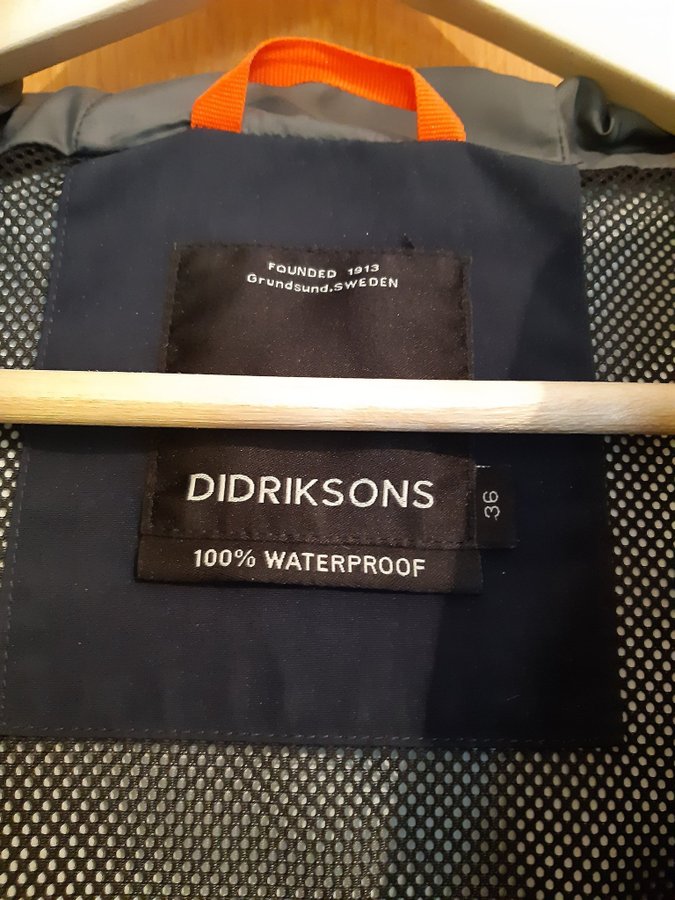 FOUNDED 1913
Grundsund.SWEDEN
DIDRIKSONS
36
100% WATERPROOF